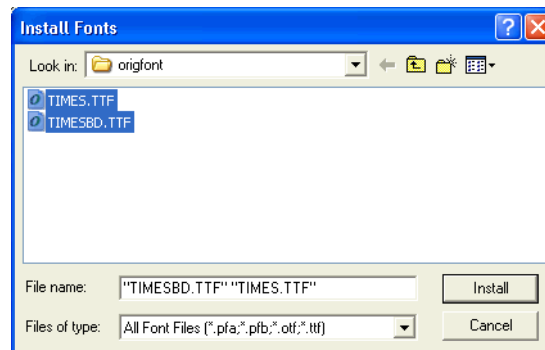 Install Fonts
Look in: origfont
TIMES.TTF
TIMESBD.TTF
File name: "TIMESBD.TTF" "TIMES.TTF" Install
Files of type: All Font Files (*.pfa;*.pfb;*.otf;*.ttf) Cancel